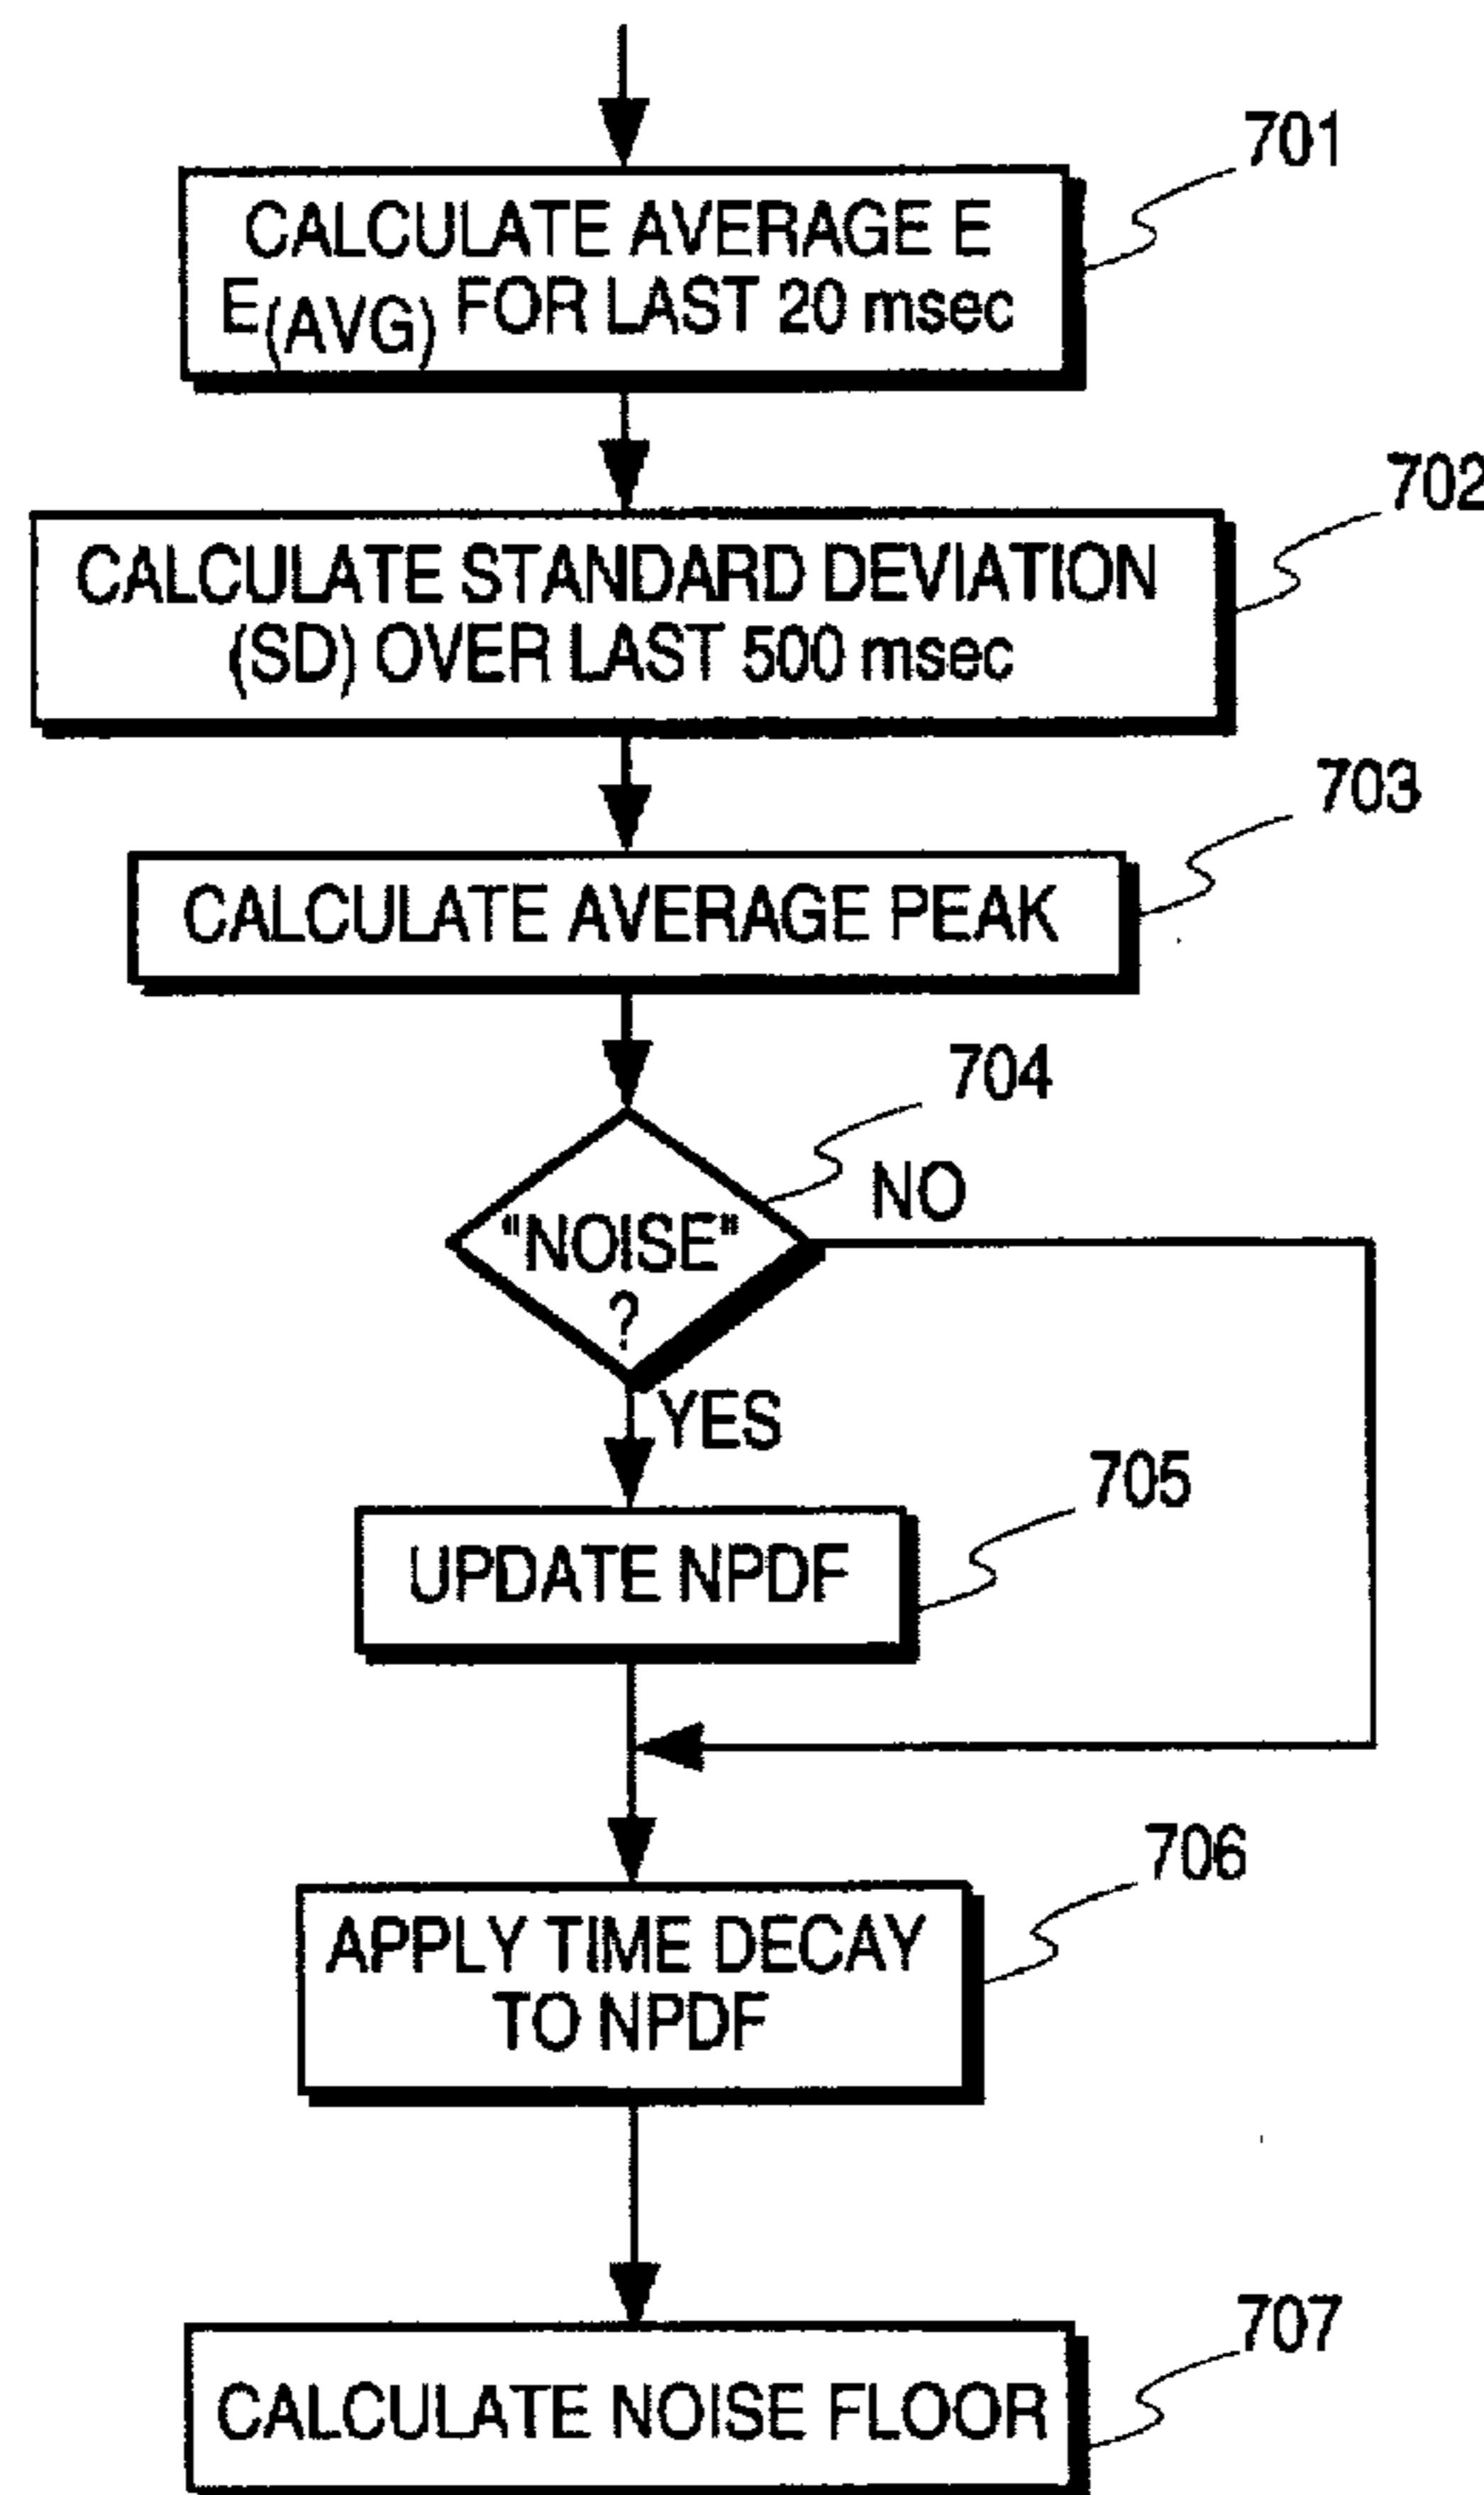 701
CALCULATE AVERAGE E
E(AVG) FOR LAST 20 msec
702
CALCULATE STANDARD DEVIATION
(SD) OVER LAST 500 msec
703
CALCULATE AVERAGE PEAK
704
NO
"NOISE"
?
YES
705
UPDATE NPDF
706
APPLY TIME DECAY
TO NPDF
707
CALCULATE NOISE FLOOR